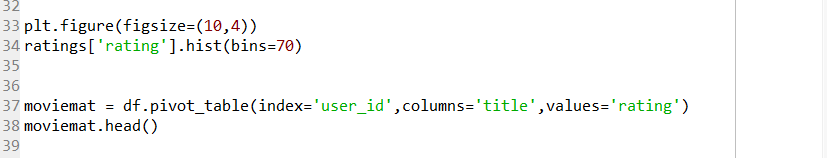 32
33 plt.figure(figsize=(10,4))
34 ratings['rating'].hist(bins=70)
35
36
37 moviemat = df.pivot_table(index='user_id',columns='title',values='rating')
38 moviemat.head()
39